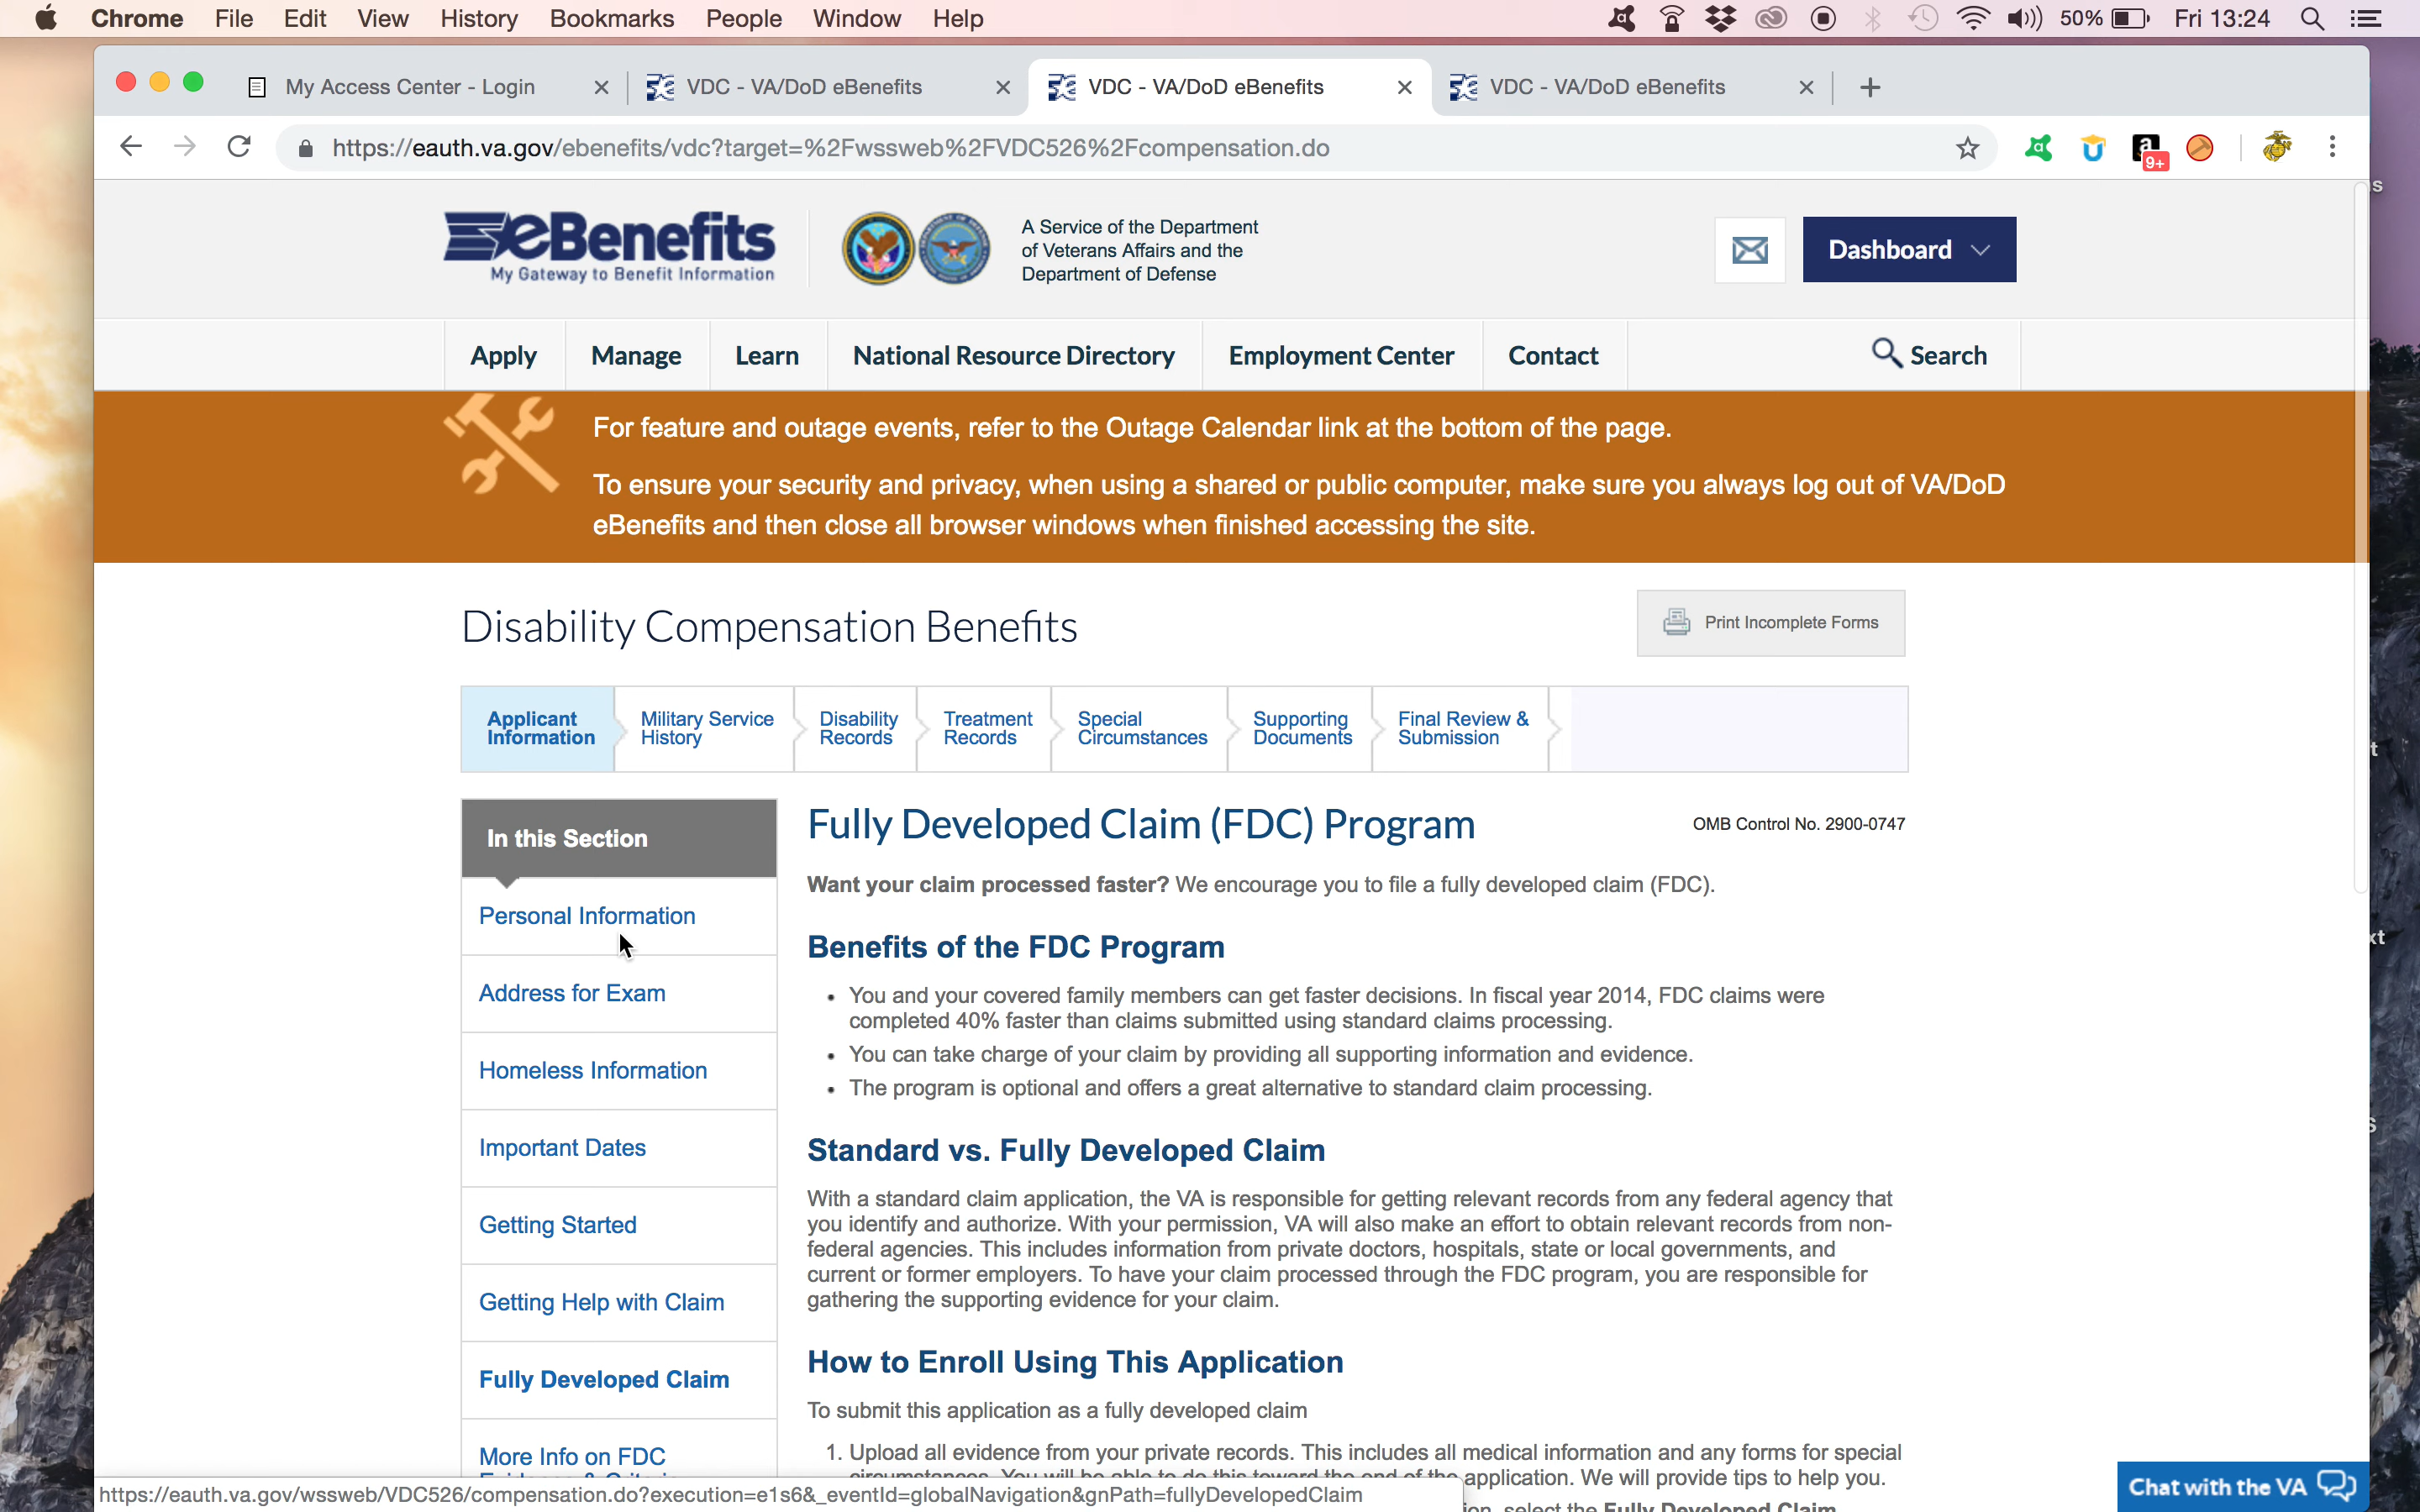 Chrome File Edit View History Bookmarks People Window Help 50% Fri 13:24
My Access Center - Login VDC - VA/DoD eBenefits VDC - VA/DoD eBenefits VDC - VA/DoD eBenefits
https://eauth.va.gov/ebenefits/vdc?target=%2Fwssweb%2FVDC526%2Fcompensation.do
9+
eBenefits
My Gateway to Benefit Information
A Service of the Department
of Veterans Affairs and the
Department of Defense
Dashboard
Apply Manage Learn National Resource Directory Employment Center Contact Search
For feature and outage events, refer to the Outage Calendar link at the bottom of the page.
To ensure your security and privacy, when using a shared or public computer, make sure you always log out of VA/DoD
eBenefits and then close all browser windows when finished accessing the site.
Disability Compensation Benefits
Print Incomplete Forms
Applicant
Information
Military Service
History
Disability
Records
Treatment
Records
Special
Circumstances
Supporting
Documents
Final Review &
Submission
In this Section
Personal Information
Address for Exam
Homeless Information
Important Dates
Getting Started
Getting Help with Claim
Fully Developed Claim
More Info on FDC
Fully Developed Claim (FDC) Program
OMB Control No. 2900-0747
Want your claim processed faster? We encourage you to file a fully developed claim (FDC).
Benefits of the FDC Program
• You and your covered family members can get faster decisions. In fiscal year 2014, FDC claims were
completed 40% faster than claims submitted using standard claims processing.
• You can take charge of your claim by providing all supporting information and evidence.
• The program is optional and offers a great alternative to standard claim processing.
Standard vs. Fully Developed Claim
With a standard claim application, the VA is responsible for getting relevant records from any federal agency that
you identify and authorize. With your permission, VA will also make an effort to obtain relevant records from non-
federal agencies. This includes information from private doctors, hospitals, state or local governments, and
current or former employers. To have your claim processed through the FDC program, you are responsible for
gathering the supporting evidence for your claim.
How to Enroll Using This Application
To submit this application as a fully developed claim
1. Upload all evidence from your private records. This includes all medical information and any forms for special
circumstances. You will be able to do this toward the end of the application. We will provide tips to help you.
select the Fully Developed Claim
https://eauth.va.gov/wssweb/VDC526/compensation.do?execution=e1s6&_eventId=globalNavigation&gnPath=fullyDevelopedClaim
Chat with the VA